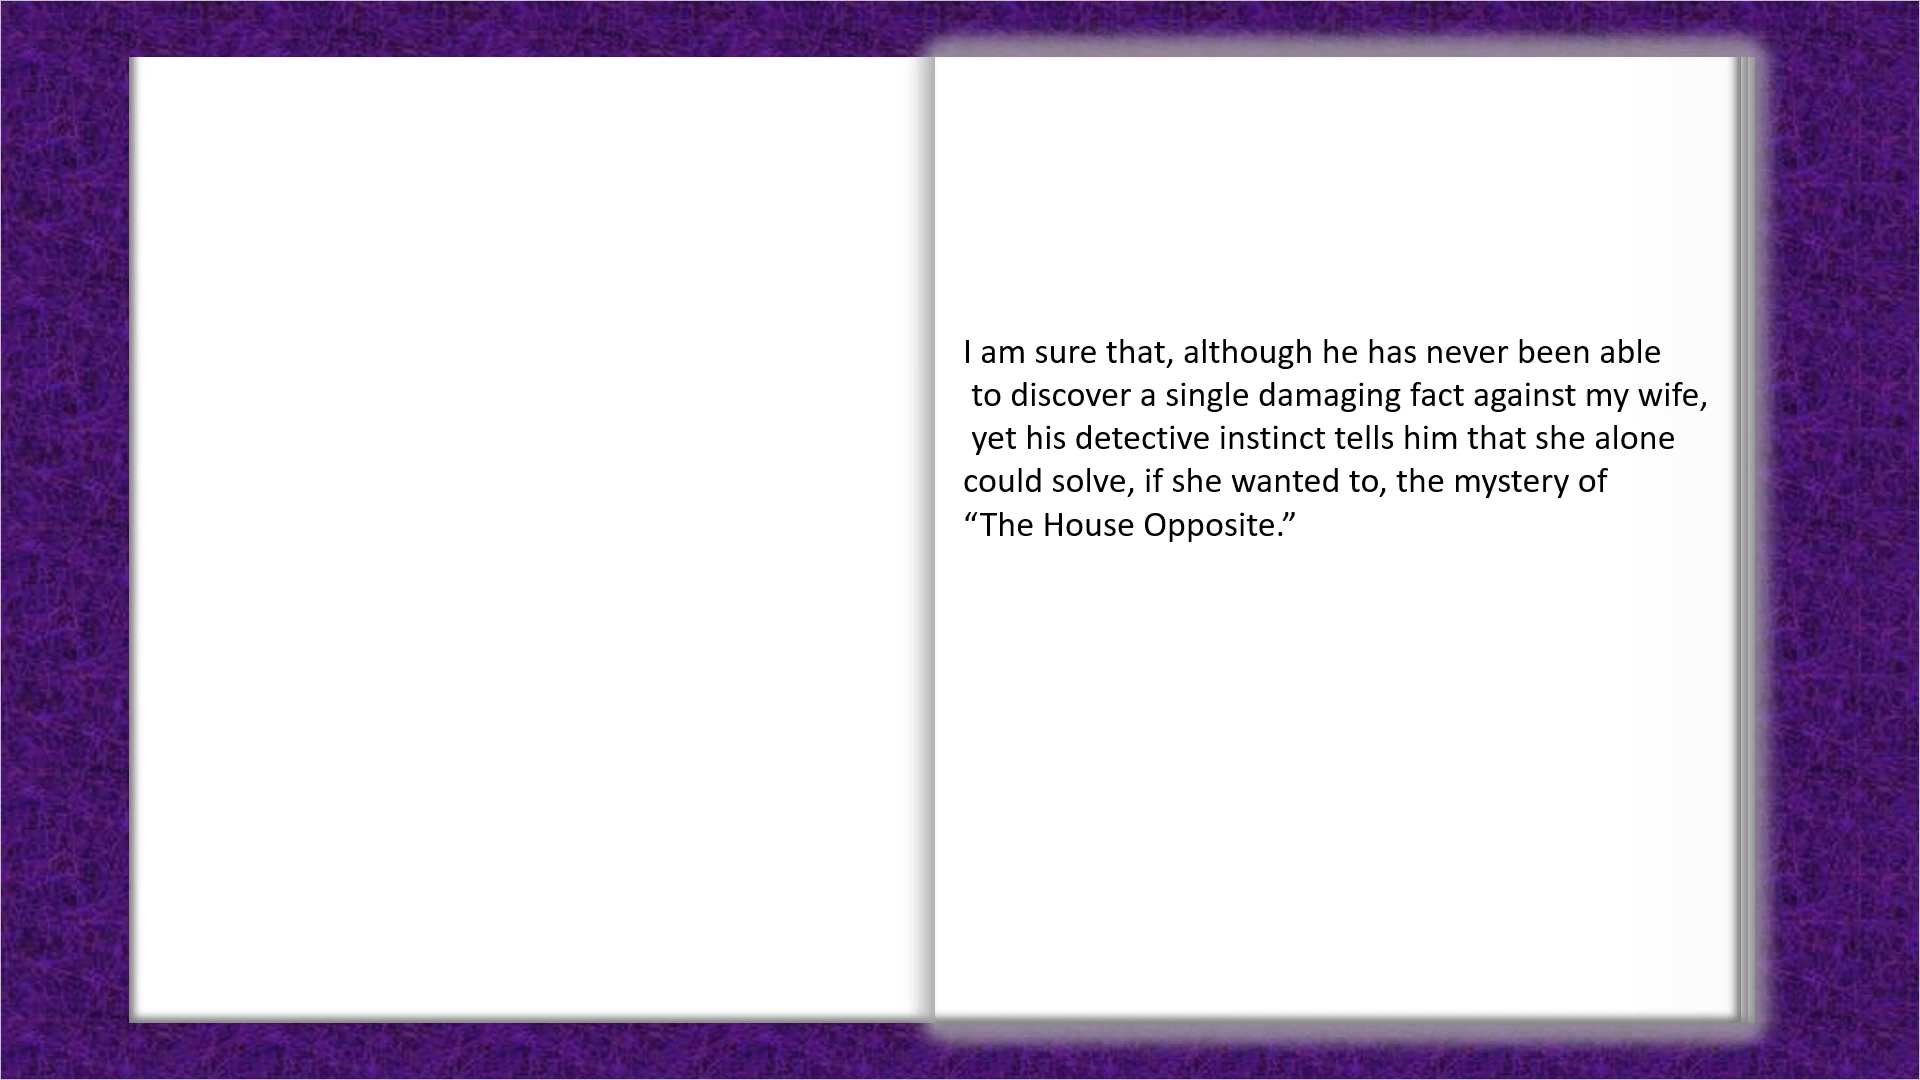 I am sure that, although he has never been able
to discover a single damaging fact against my wife,
yet his detective instinct tells him that she alone
could solve, if she wanted to, the mystery of
“The House Opposite.”